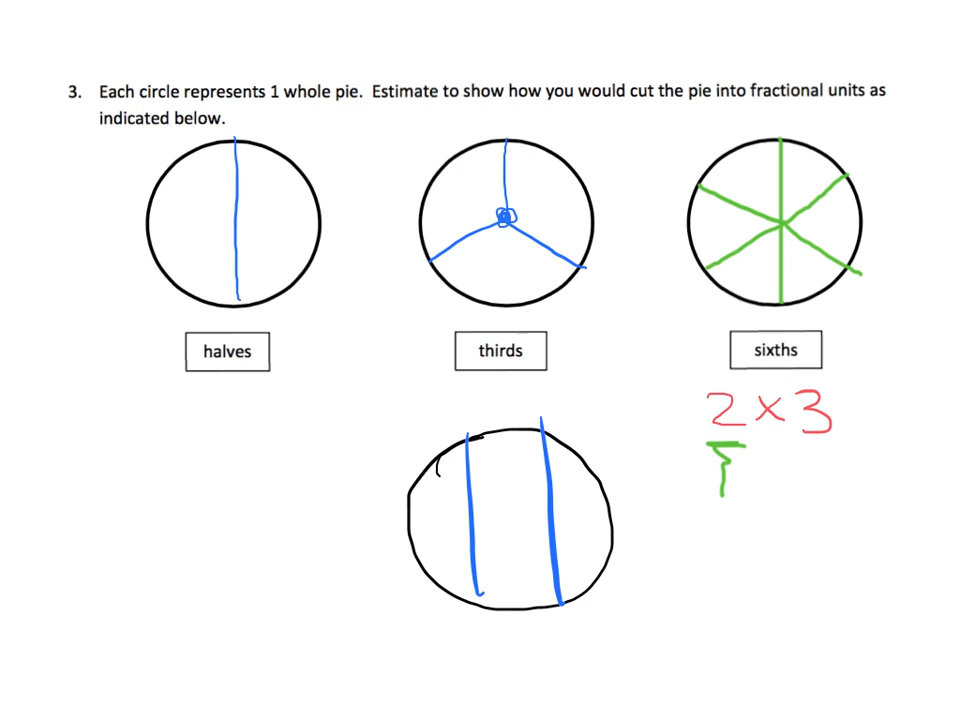 3. Each circle represents 1 whole pie. Estimate to show how you would cut the pie into fractional units as
indicated below.
halves thirds sixths
2 x 3